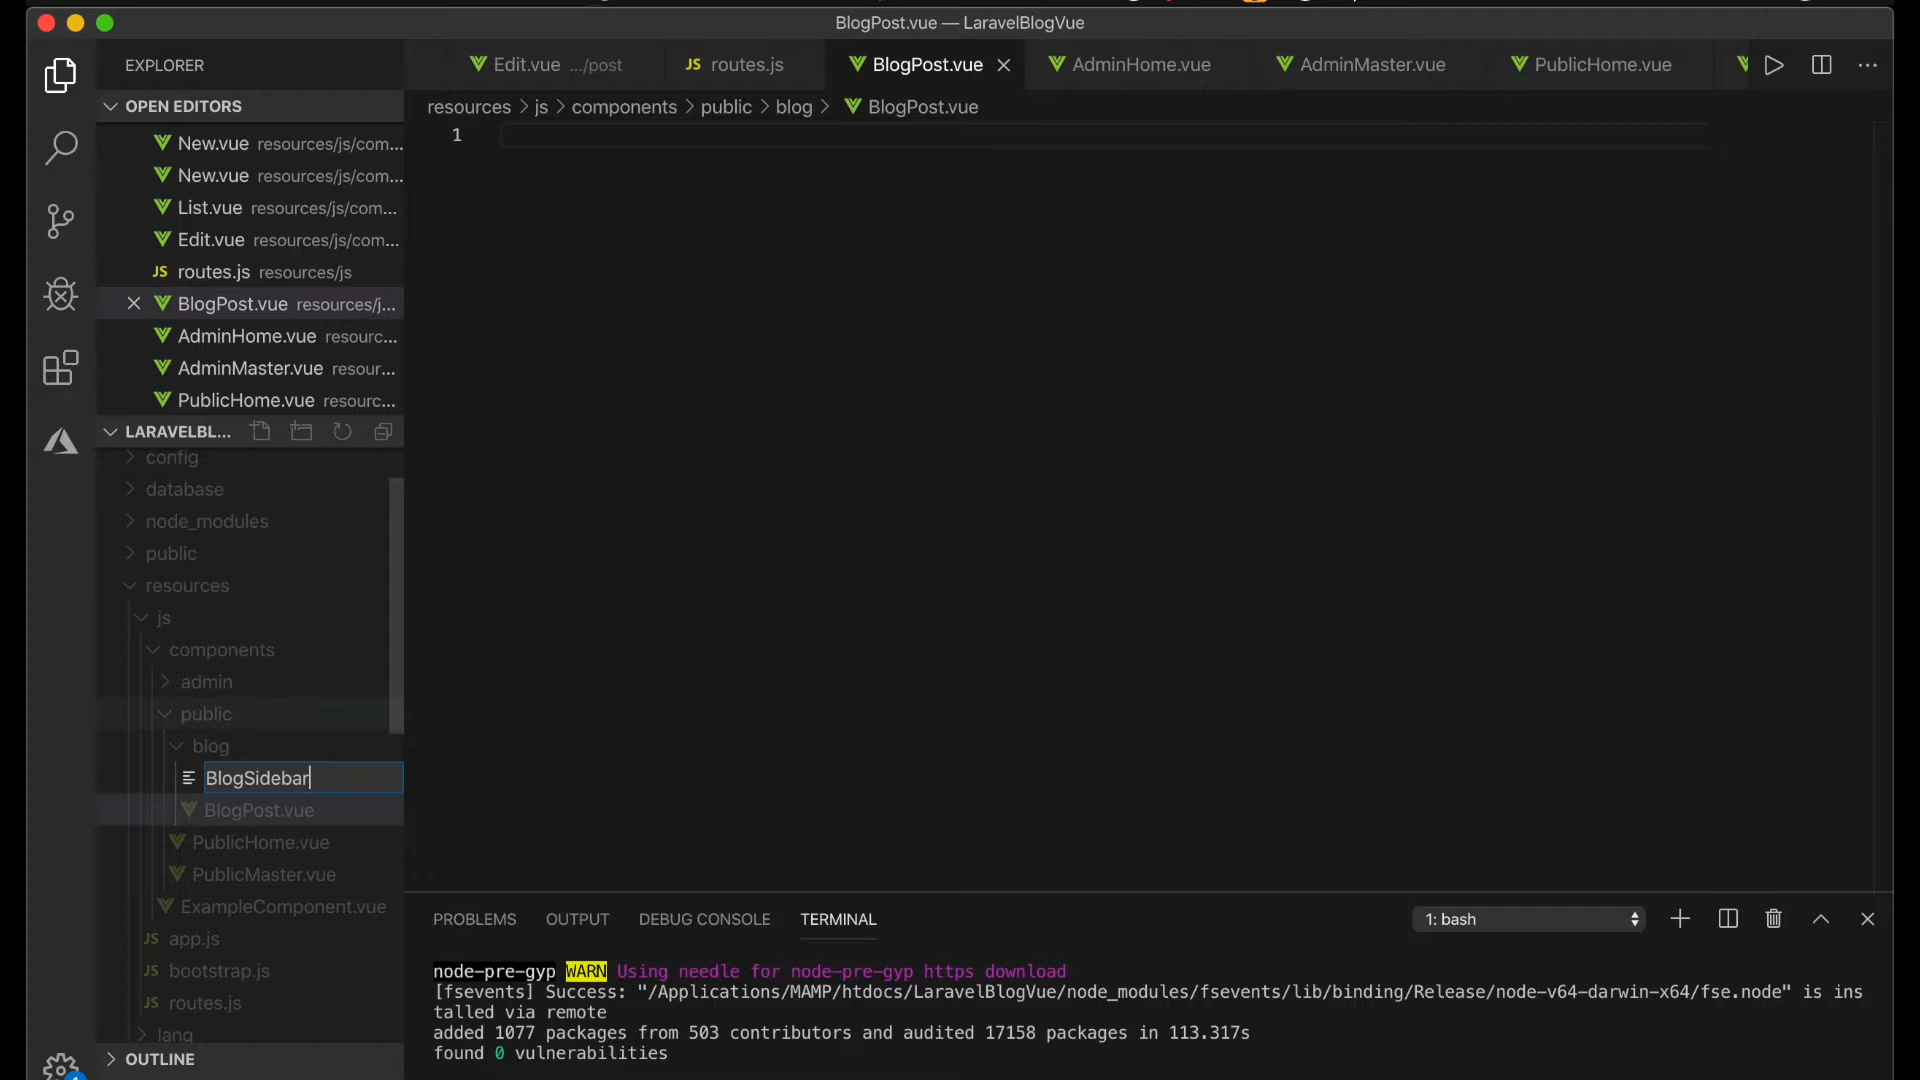 BlogPost.vue — LaravelBlogVue
EXPLORER
Edit.vue .../post
JS routes.js
BlogPost.vue
AdminHome.vue
AdminMaster.vue
PublicHome.vue
OPEN EDITORS
resources > js > components > public > blog > BlogPost.vue
1
New.vue resources/js/com...
New.vue resources/js/com...
List.vue resources/js/com...
Edit.vue resources/js/com...
JS routes.js resources/js
BlogPost.vue resources/j...
AdminHome.vue resourc...
AdminMaster.vue resour...
PublicHome.vue resourc...
LARAVELBL...
config
database
node_modules
public
resources
js
components
admin
public
blog
BlogSidebar
BlogPost.vue
PublicHome.vue
PublicMaster.vue
ExampleComponent.vue
JS app.js
JS bootstrap.js
JS routes.js
lang
OUTLINE
PROBLEMS
OUTPUT
DEBUG CONSOLE
TERMINAL
1: bash
node-pre-gyp WARN Using needle for node-pre-gyp https download
[fsevents] Success: "/Applications/MAMP/htdocs/LaravelBlogVue/node_modules/fsevents/lib/binding/Release/node-v64-darwin-x64/fse.node" is ins
talled via remote
added 1077 packages from 503 contributors and audited 17158 packages in 113.317s
found 0 vulnerabilities